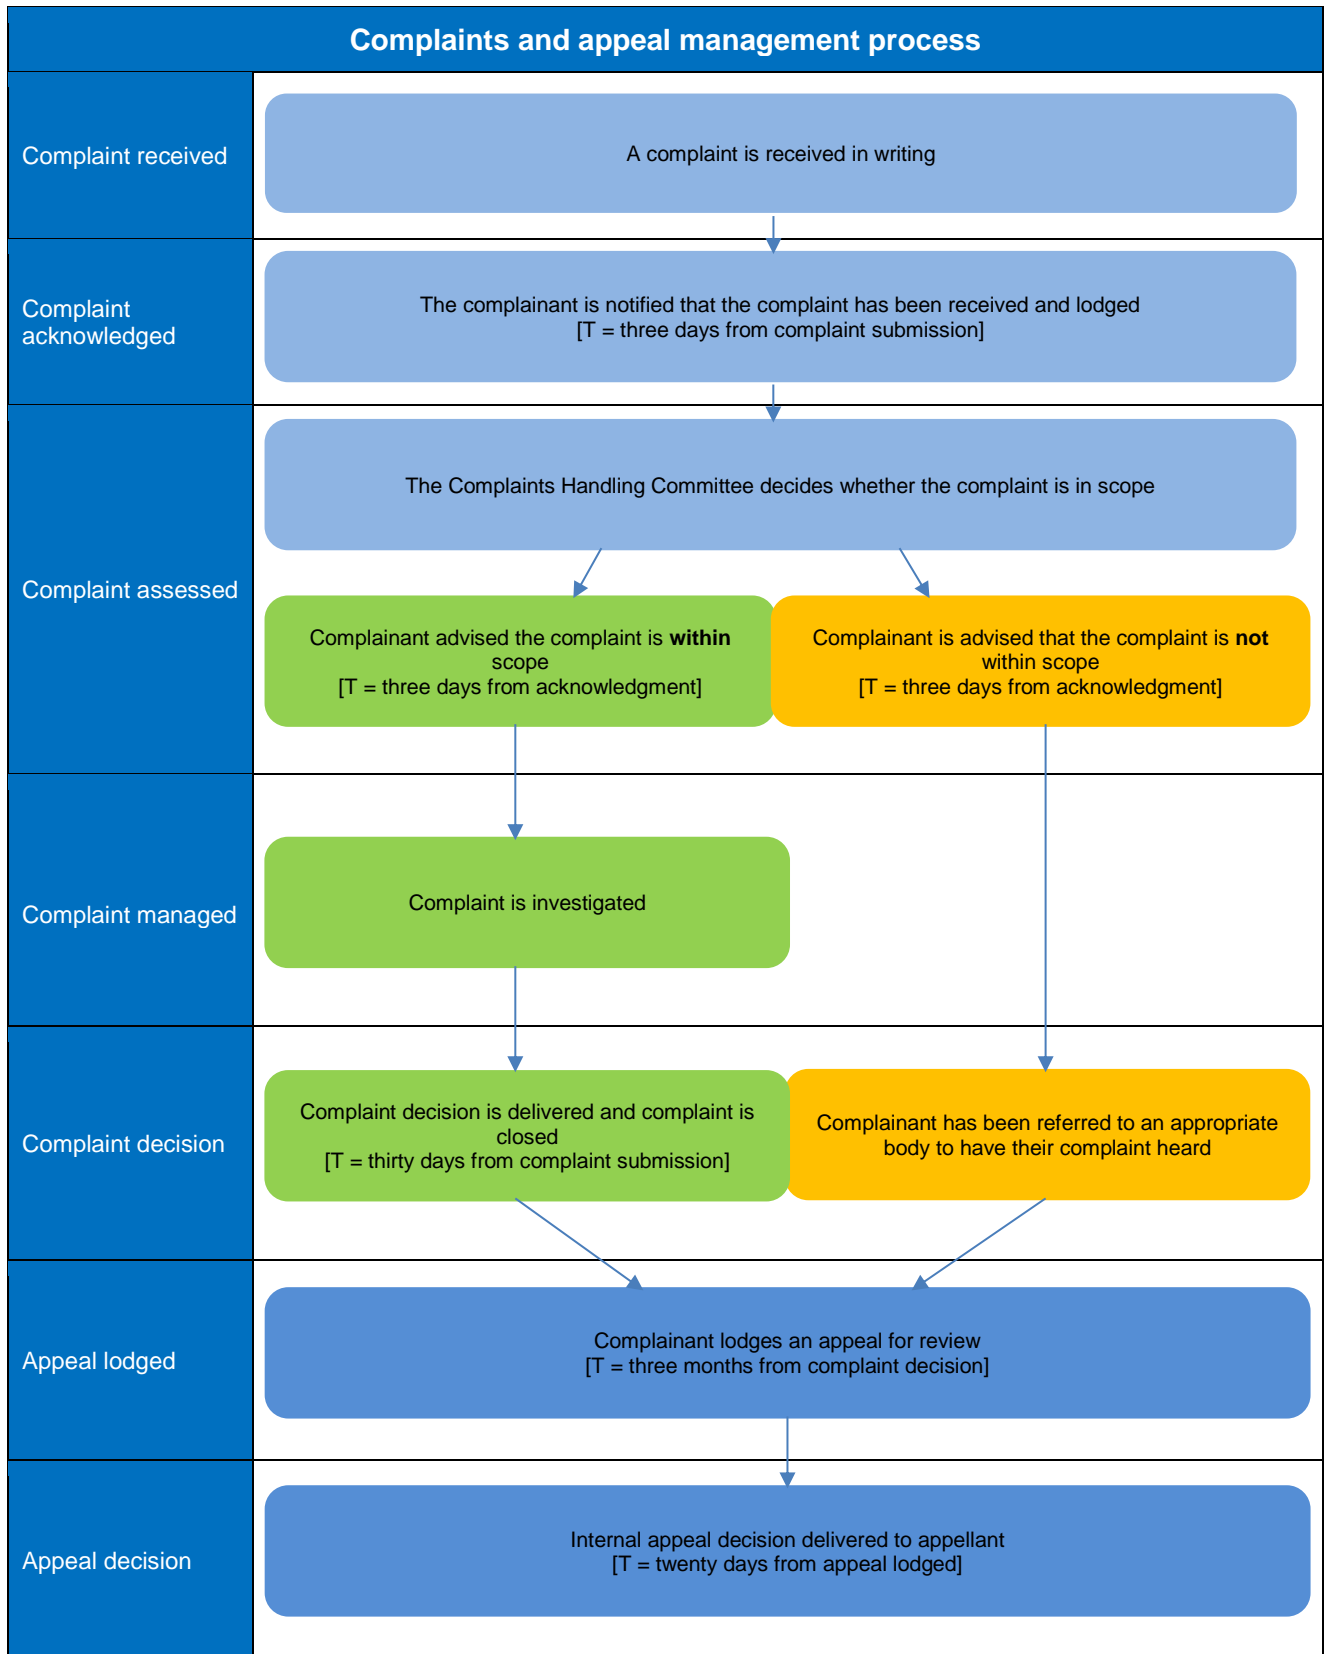 Complaints and appeal management process
Complaint received
A complaint is received in writing
Complaint
acknowledged
The complainant is notified that the complaint has been received and lodged
[T = three days from complaint submission]
Complaint assessed
The Complaints Handling Committee decides whether the complaint is in scope
Complainant advised the complaint is within
scope
[T = three days from acknowledgment]
Complainant is advised that the complaint is not
within scope
[T = three days from acknowledgment]
Complaint managed
Complaint is investigated
Complaint decision
Complaint decision is delivered and complaint is
closed
[T = thirty days from complaint submission]
Complainant has been referred to an appropriate
body to have their complaint heard
Appeal lodged
Complainant lodges an appeal for review
[T = three months from complaint decision]
Appeal decision
Internal appeal decision delivered to appellant
[T = twenty days from appeal lodged]